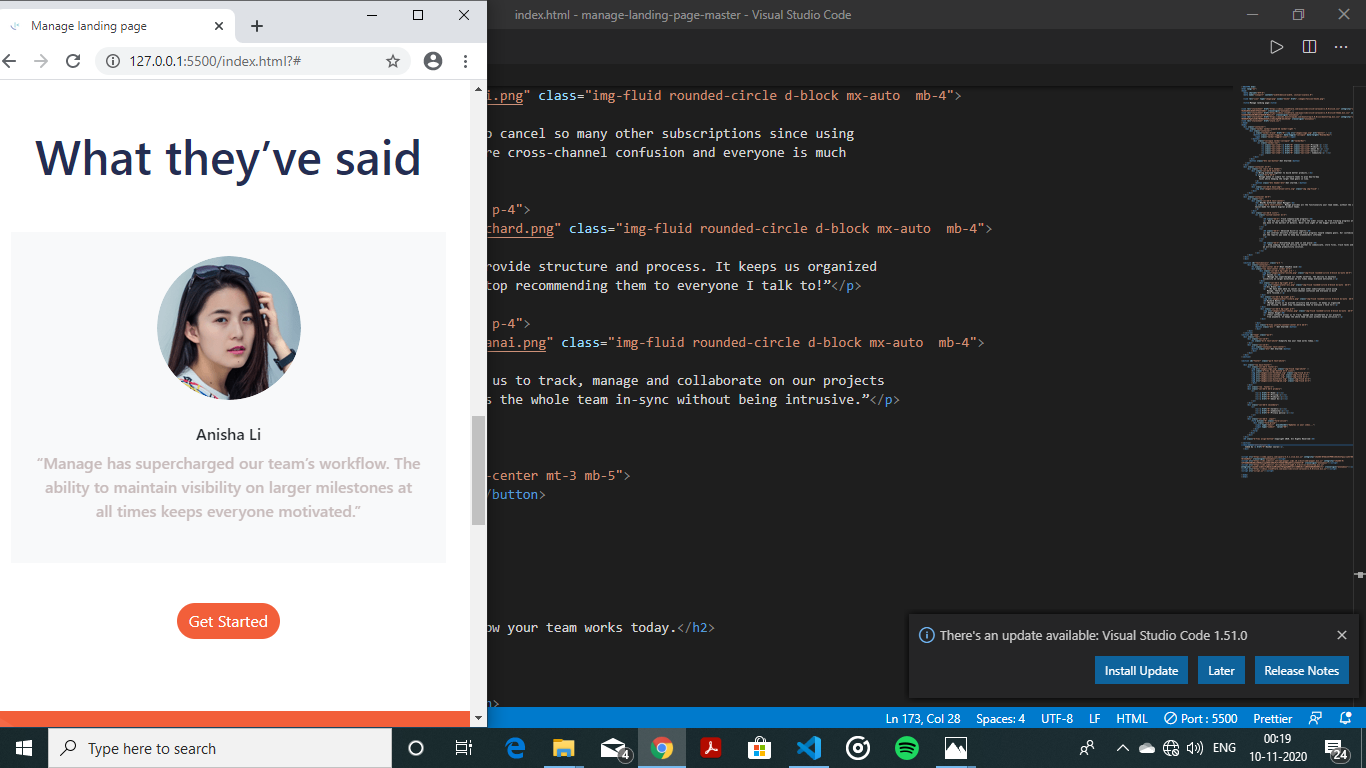 Manage landing page
127.0.0.1:5500/index.html?#
What they’ve said
Anisha Li
“Manage has supercharged our team’s workflow. The
ability to maintain visibility on larger milestones at
all times keeps everyone motivated.”
Get Started
index.html - manage-landing-page-master - Visual Studio Code
i.png" class="img-fluid rounded-circle d-block mx-auto  mb-4">
o cancel so many other subscriptions since using
re cross-channel confusion and everyone is much
p-4">
chard.png" class="img-fluid rounded-circle d-block mx-auto  mb-4">
rovide structure and process. It keeps us organized
top recommending them to everyone I talk to!”</p>
p-4">
anai.png" class="img-fluid rounded-circle d-block mx-auto  mb-4">
us to track, manage and collaborate on our projects
s the whole team in-sync without being intrusive.”</p>
-center mt-3 mb-5">
/button>
ow your team works today.</h2>
There's an update available: Visual Studio Code 1.51.0
Install Update
Later
Release Notes
Ln 173, Col 28
Spaces: 4
UTF-8
LF
HTML
Port : 5500
Prettier
Type here to search
4
ENG
00:19
10-11-2020
24